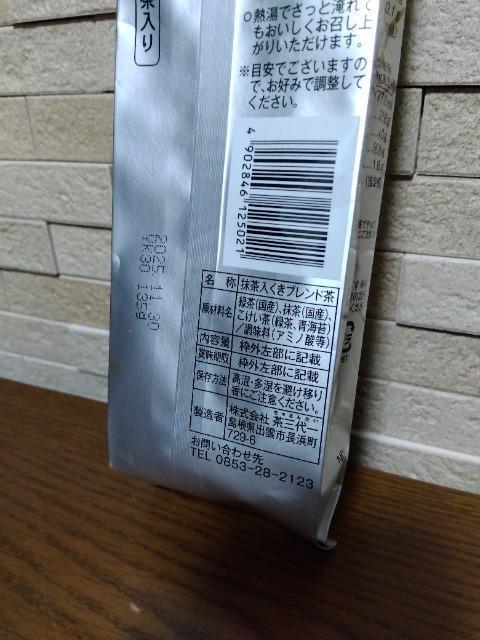 茶入り
○熱湯でさっと淹れて
もおいしくお召し上
がりいただけます。
※目安でございますの
で、お好みで調整して
ください。
4 902846 125021
2025.11.30
135g
名 称 抹茶入くきブレンド茶
原材料名 緑茶(国産)、抹茶(国産)、
こけい茶(緑茶、青海苔)
/調味料(アミノ酸等)
内容量 枠外左部に記載
賞味期限 枠外左部に記載
保存方法 高温・多湿を避け移り
香にご注意ください。
製造者 株式会社 茶三代一
島根県出雲市長浜町
729-6
お問い合わせ先
TEL 0853-28-2123